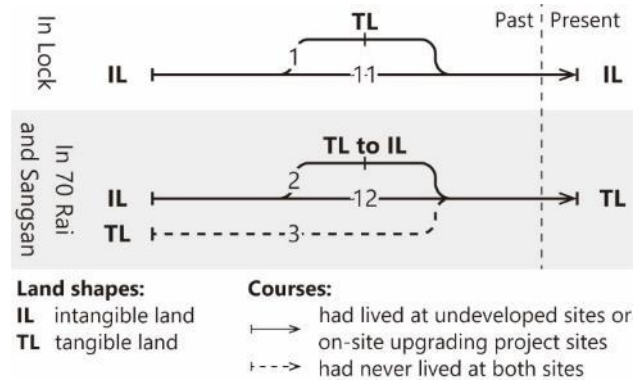 TL
Past
Present
In Lock
1
IL
11
IL
In 70 Rai
and Sangsan
TL to IL
2
IL
12
TL
TL
3
Land shapes:
IL intangible land
TL tangible land
Courses:
had lived at undeveloped sites or
on-site upgrading project sites
had never lived at both sites